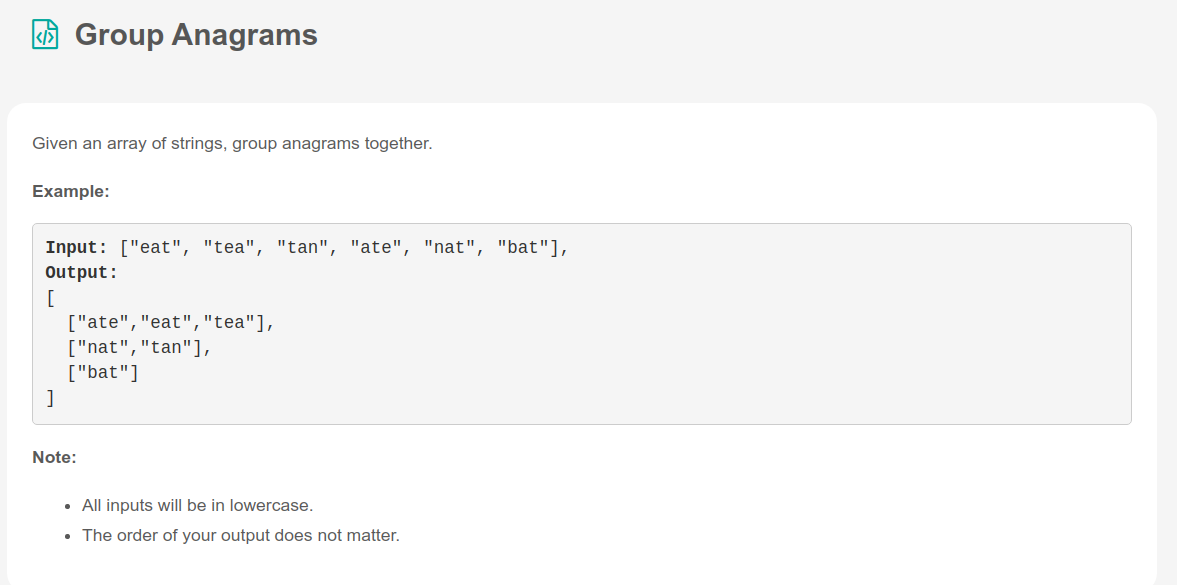 Group Anagrams
Given an array of strings, group anagrams together.
Example:
Input: ["eat", "tea", "tan", "ate", "nat", "bat"],
Output:
[
  ["ate","eat","tea"],
  ["nat","tan"],
  ["bat"]
]
Note:
All inputs will be in lowercase.
The order of your output does not matter.